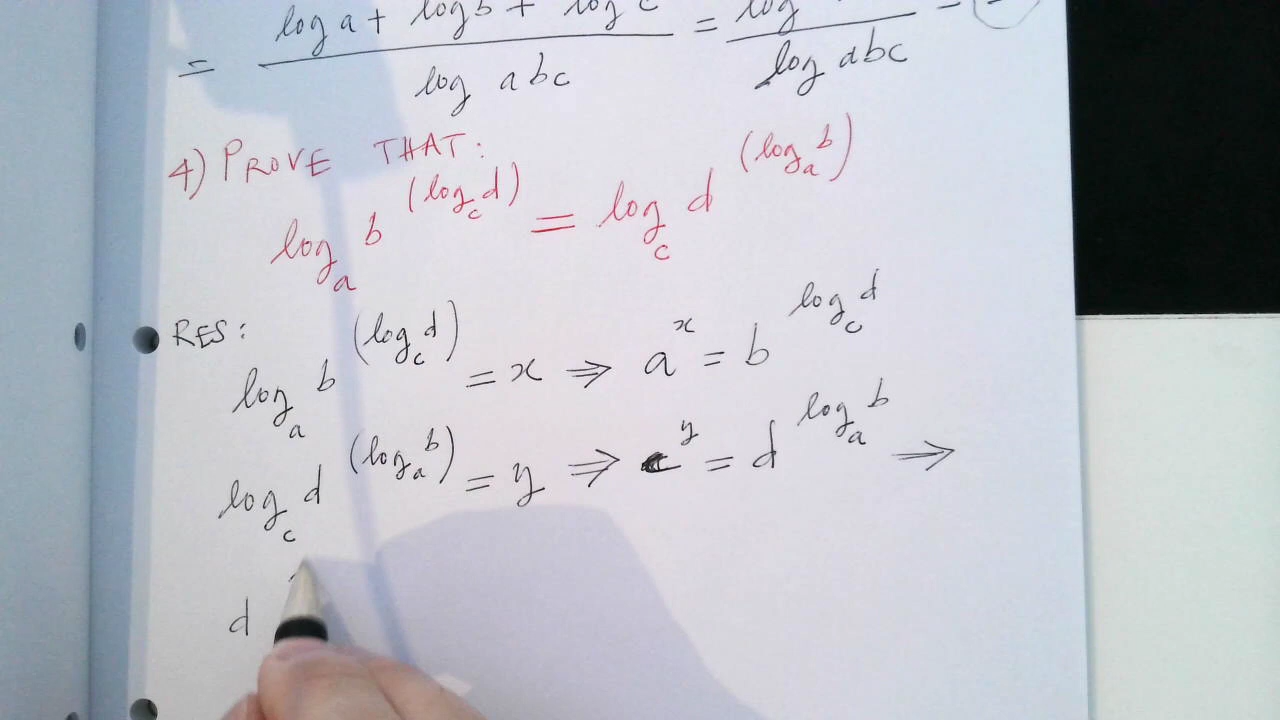 = log a + log b + log c / log abc = log / log abc =
4) PROVE THAT:
log_a b^(log_c d) = log_c d^(log_a b)
RES:
log_a b^(log_c d) = x ⇒ a^x = b^log_c d
log_c d^(log_a b) = y ⇒ c^y = d^log_a b ⇒
d